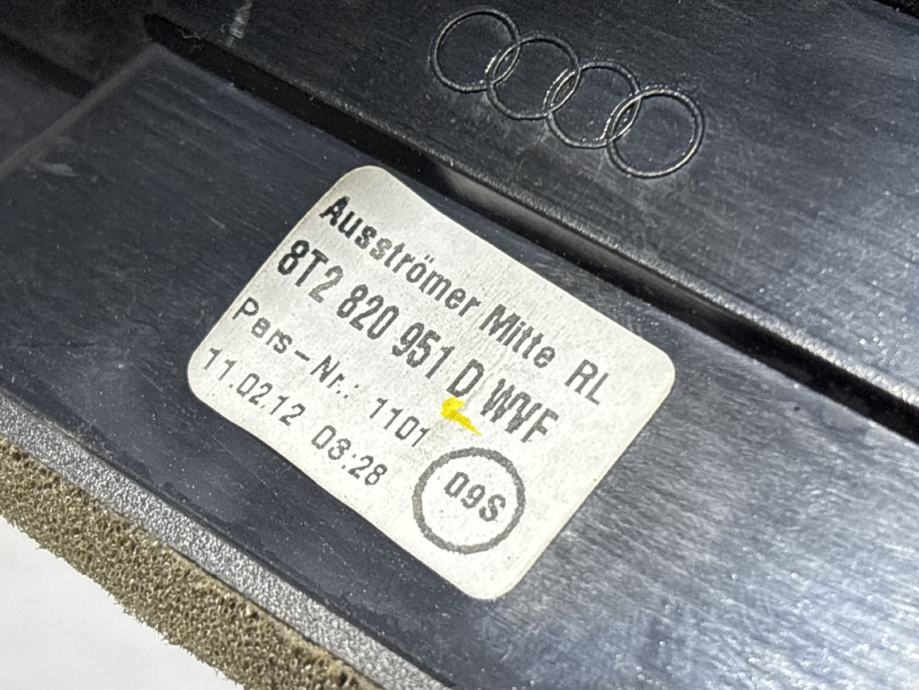 Ausströmer Mitte RL
8T2 820 951 D WVF
Pers-Nr.: 1101
11.02.12 03:28
09S